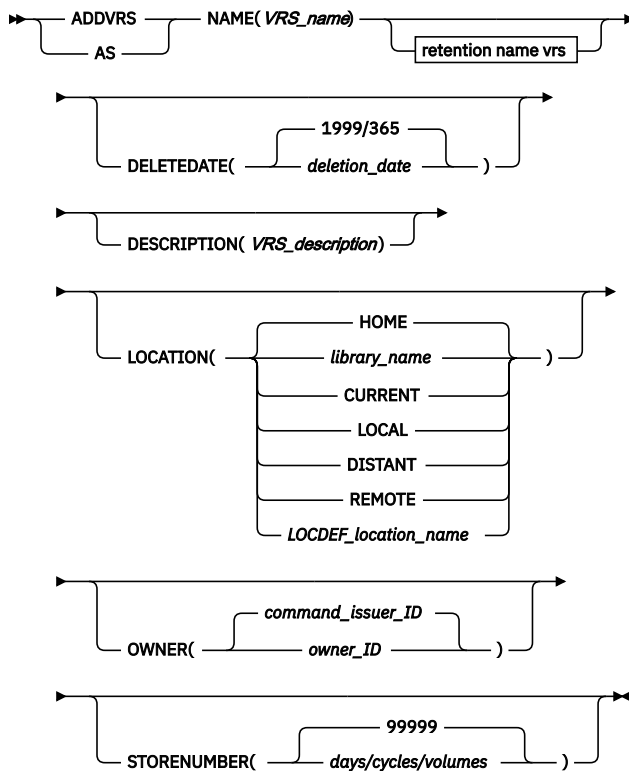 ADDVRS NAME( VRS_name)
AS
retention name vrs
1999/365
DELETEDATE( deletion_date )
DESCRIPTION( VRS_description)
HOME
LOCATION( library_name )
CURRENT
LOCAL
DISTANT
REMOTE
LOCDEF_location_name
command_issuer_ID
OWNER( owner_ID )
99999
STORENUMBER( days/cycles/volumes )